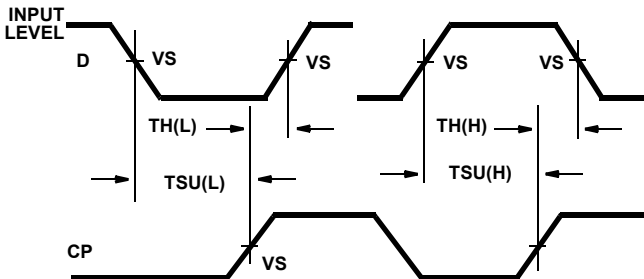 INPUT
LEVEL
D
VS
VS
VS
VS
TH(L)
TH(H)
TSU(L)
TSU(H)
CP
VS